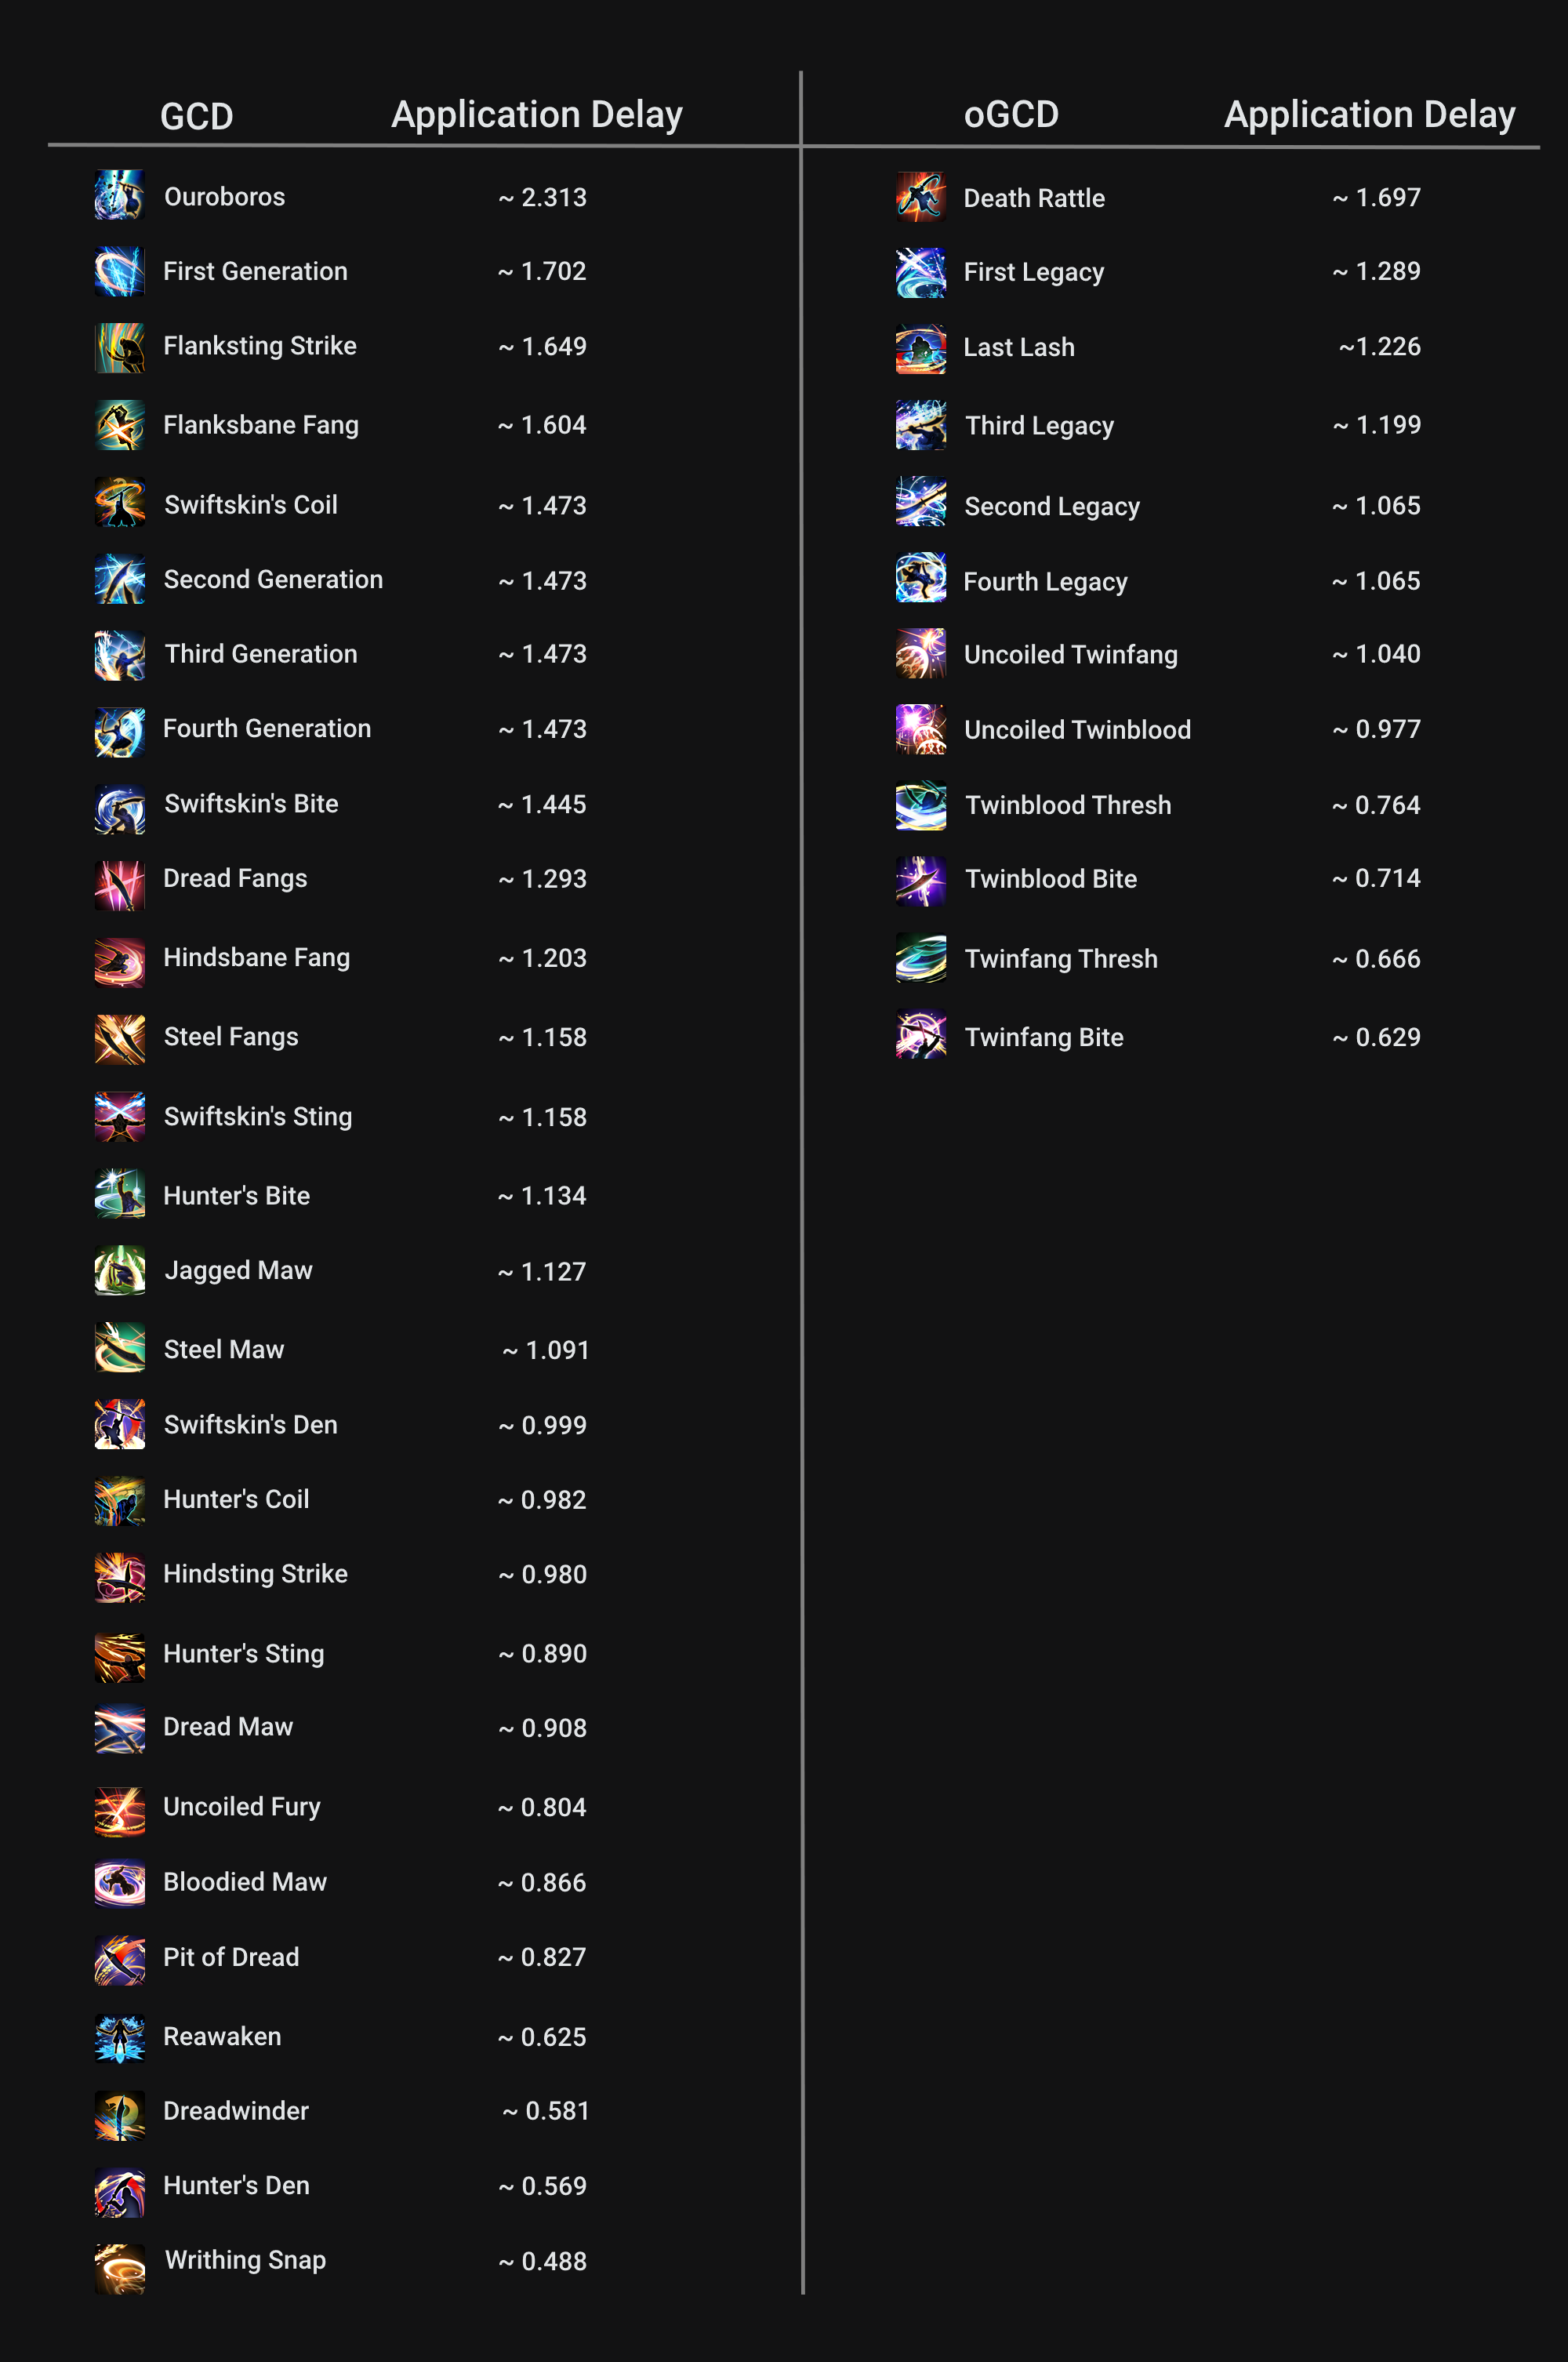 GCD Application Delay
Ouroboros ~ 2.313
First Generation ~ 1.702
Flanksting Strike ~ 1.649
Flanksbane Fang ~ 1.604
Swiftskin's Coil ~ 1.473
Second Generation ~ 1.473
Third Generation ~ 1.473
Fourth Generation ~ 1.473
Swiftskin's Bite ~ 1.445
Dread Fangs ~ 1.293
Hindsbane Fang ~ 1.203
Steel Fangs ~ 1.158
Swiftskin's Sting ~ 1.158
Hunter's Bite ~ 1.134
Jagged Maw ~ 1.127
Steel Maw ~ 1.091
Swiftskin's Den ~ 0.999
Hunter's Coil ~ 0.982
Hindsting Strike ~ 0.980
Hunter's Sting ~ 0.890
Dread Maw ~ 0.908
Uncoiled Fury ~ 0.804
Bloodied Maw ~ 0.866
Pit of Dread ~ 0.827
Reawaken ~ 0.625
Dreadwinder ~ 0.581
Hunter's Den ~ 0.569
Writhing Snap ~ 0.488
oGCD Application Delay
Death Rattle ~ 1.697
First Legacy ~ 1.289
Last Lash ~1.226
Third Legacy ~ 1.199
Second Legacy ~ 1.065
Fourth Legacy ~ 1.065
Uncoiled Twinfang ~ 1.040
Uncoiled Twinblood ~ 0.977
Twinblood Thresh ~ 0.764
Twinblood Bite ~ 0.714
Twinfang Thresh ~ 0.666
Twinfang Bite ~ 0.629